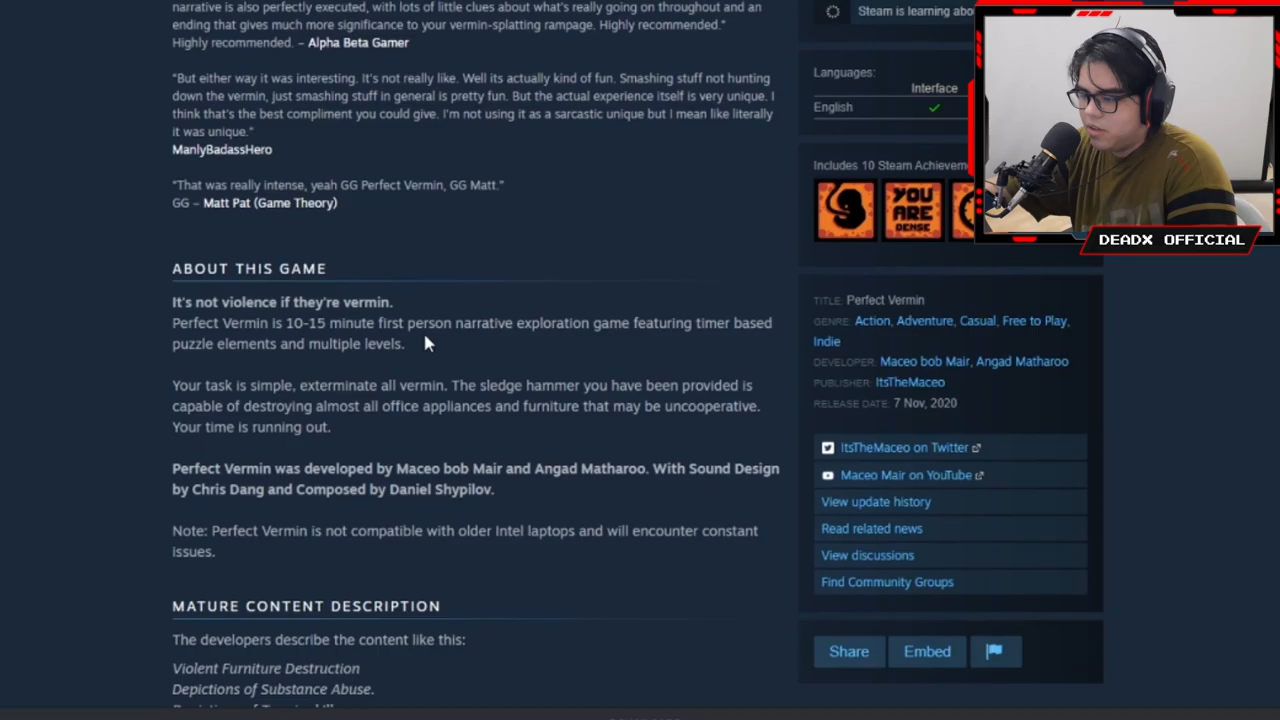 narrative is also perfectly executed, with lots of little clues about what's really going on throughout and an
ending that gives much more significance to your vermin-splatting rampage. Highly recommended.”
Highly recommended. – Alpha Beta Gamer
“But either way it was interesting. It's not really like. Well its actually kind of fun. Smashing stuff not hunting
down the vermin, just smashing stuff in general is pretty fun. But the actual experience itself is very unique. I
think that's the best compliment you could give. I'm not using it as a sarcastic unique but I mean like literally
it was unique.”
ManlyBadassHero
“That was really intense, yeah GG Perfect Vermin, GG Matt.”
GG – Matt Pat (Game Theory)
ABOUT THIS GAME
It's not violence if they're vermin.
Perfect Vermin is 10-15 minute first person narrative exploration game featuring timer based
puzzle elements and multiple levels.
Your task is simple, exterminate all vermin. The sledge hammer you have been provided is
capable of destroying almost all office appliances and furniture that may be uncooperative.
Your time is running out.
Perfect Vermin was developed by Maceo bob Mair and Angad Matharoo. With Sound Design
by Chris Dang and Composed by Daniel Shypilov.
Note: Perfect Vermin is not compatible with older Intel laptops and will encounter constant
issues.
MATURE CONTENT DESCRIPTION
The developers describe the content like this:
Violent Furniture Destruction
Depictions of Substance Abuse.
Steam is learning
Languages:
Interface
English
Includes 10 Steam
YOU
ARE
DENSE
DEADX OFFICIAL
TITLE: Perfect Vermin
GENRE: Action, Adventure, Casual, Free to Play,
Indie
DEVELOPER: Maceo bob Mair, Angad Matharoo
PUBLISHER: ItsTheMaceo
RELEASE DATE: 7 Nov, 2020
ItsTheMaceo on Twitter
Maceo Mair on YouTube
View update history
Read related news
View discussions
Find Community Groups
Share
Embed